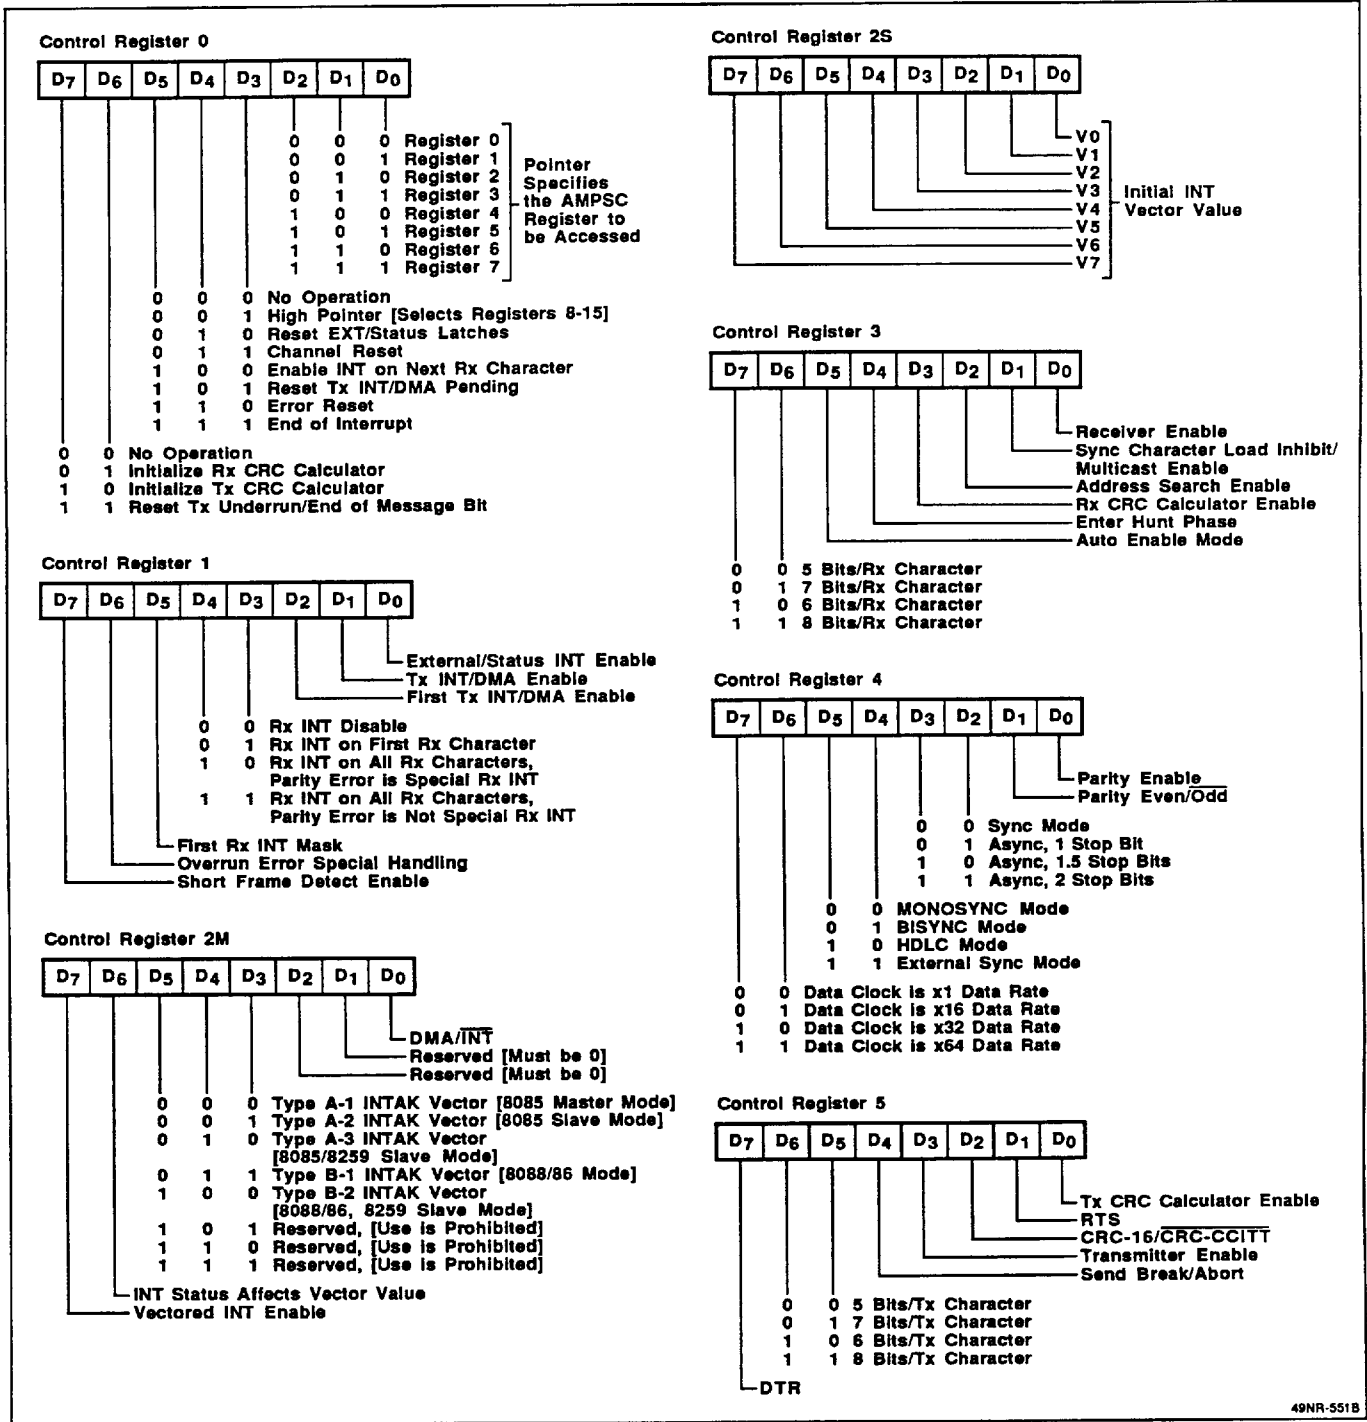 Control Register 0
D7 D6 D5 D4 D3 D2 D1 D0
0 0 0 Register 0
0 0 1 Register 1
0 1 0 Register 2
0 1 1 Register 3
1 0 0 Register 4
1 0 1 Register 5
1 1 0 Register 6
1 1 1 Register 7
Pointer
Specifies
the AMPSC
Register to
be Accessed
0 0 0 No Operation
0 0 1 High Pointer [Selects Registers 8-15]
0 1 0 Reset EXT/Status Latches
0 1 1 Channel Reset
1 0 0 Enable INT on Next Rx Character
1 0 1 Reset Tx INT/DMA Pending
1 1 0 Error Reset
1 1 1 End of Interrupt
0 0 No Operation
0 1 Initialize Rx CRC Calculator
1 0 Initialize Tx CRC Calculator
1 1 Reset Tx Underrun/End of Message Bit
Control Register 1
D7 D6 D5 D4 D3 D2 D1 D0
External/Status INT Enable
Tx INT/DMA Enable
First Tx INT/DMA Enable
0 0 Rx INT Disable
0 1 Rx INT on First Rx Character
1 0 Rx INT on All Rx Characters,
Parity Error is Special Rx INT
1 1 Rx INT on All Rx Characters,
Parity Error is Not Special Rx INT
First Rx INT Mask
Overrun Error Special Handling
Short Frame Detect Enable
Control Register 2M
D7 D6 D5 D4 D3 D2 D1 D0
DMA/INT
Reserved [Must be 0]
Reserved [Must be 0]
0 0 0 Type A-1 INTAK Vector [8085 Master Mode]
0 0 1 Type A-2 INTAK Vector [8085 Slave Mode]
0 1 0 Type A-3 INTAK Vector
[8085/8259 Slave Mode]
0 1 1 Type B-1 INTAK Vector [8088/86 Mode]
1 0 0 Type B-2 INTAK Vector
[8088/86, 8259 Slave Mode]
1 0 1 Reserved, [Use is Prohibited]
1 1 0 Reserved, [Use is Prohibited]
1 1 1 Reserved, [Use is Prohibited]
INT Status Affects Vector Value
Vectored INT Enable
Control Register 2S
D7 D6 D5 D4 D3 D2 D1 D0
V0
V1
V2
V3
V4
V5
V6
V7
Initial INT
Vector Value
Control Register 3
D7 D6 D5 D4 D3 D2 D1 D0
Receiver Enable
Sync Character Load Inhibit/
Multicast Enable
Address Search Enable
Rx CRC Calculator Enable
Enter Hunt Phase
Auto Enable Mode
0 0 5 Bits/Rx Character
0 1 7 Bits/Rx Character
1 0 6 Bits/Rx Character
1 1 8 Bits/Rx Character
Control Register 4
D7 D6 D5 D4 D3 D2 D1 D0
Parity Enable
Parity Even/Odd
0 0 Sync Mode
0 1 Async, 1 Stop Bit
1 0 Async, 1.5 Stop Bits
1 1 Async, 2 Stop Bits
0 0 MONOSYNC Mode
0 1 BISYNC Mode
1 0 HDLC Mode
1 1 External Sync Mode
0 0 Data Clock is x1 Data Rate
0 1 Data Clock is x16 Data Rate
1 0 Data Clock is x32 Data Rate
1 1 Data Clock is x64 Data Rate
Control Register 5
D7 D6 D5 D4 D3 D2 D1 D0
Tx CRC Calculator Enable
RTS
CRC-16/CRC-CCITT
Transmitter Enable
Send Break/Abort
0 0 5 Bits/Tx Character
0 1 7 Bits/Tx Character
1 0 6 Bits/Tx Character
1 1 8 Bits/Tx Character
DTR
49NR-551B